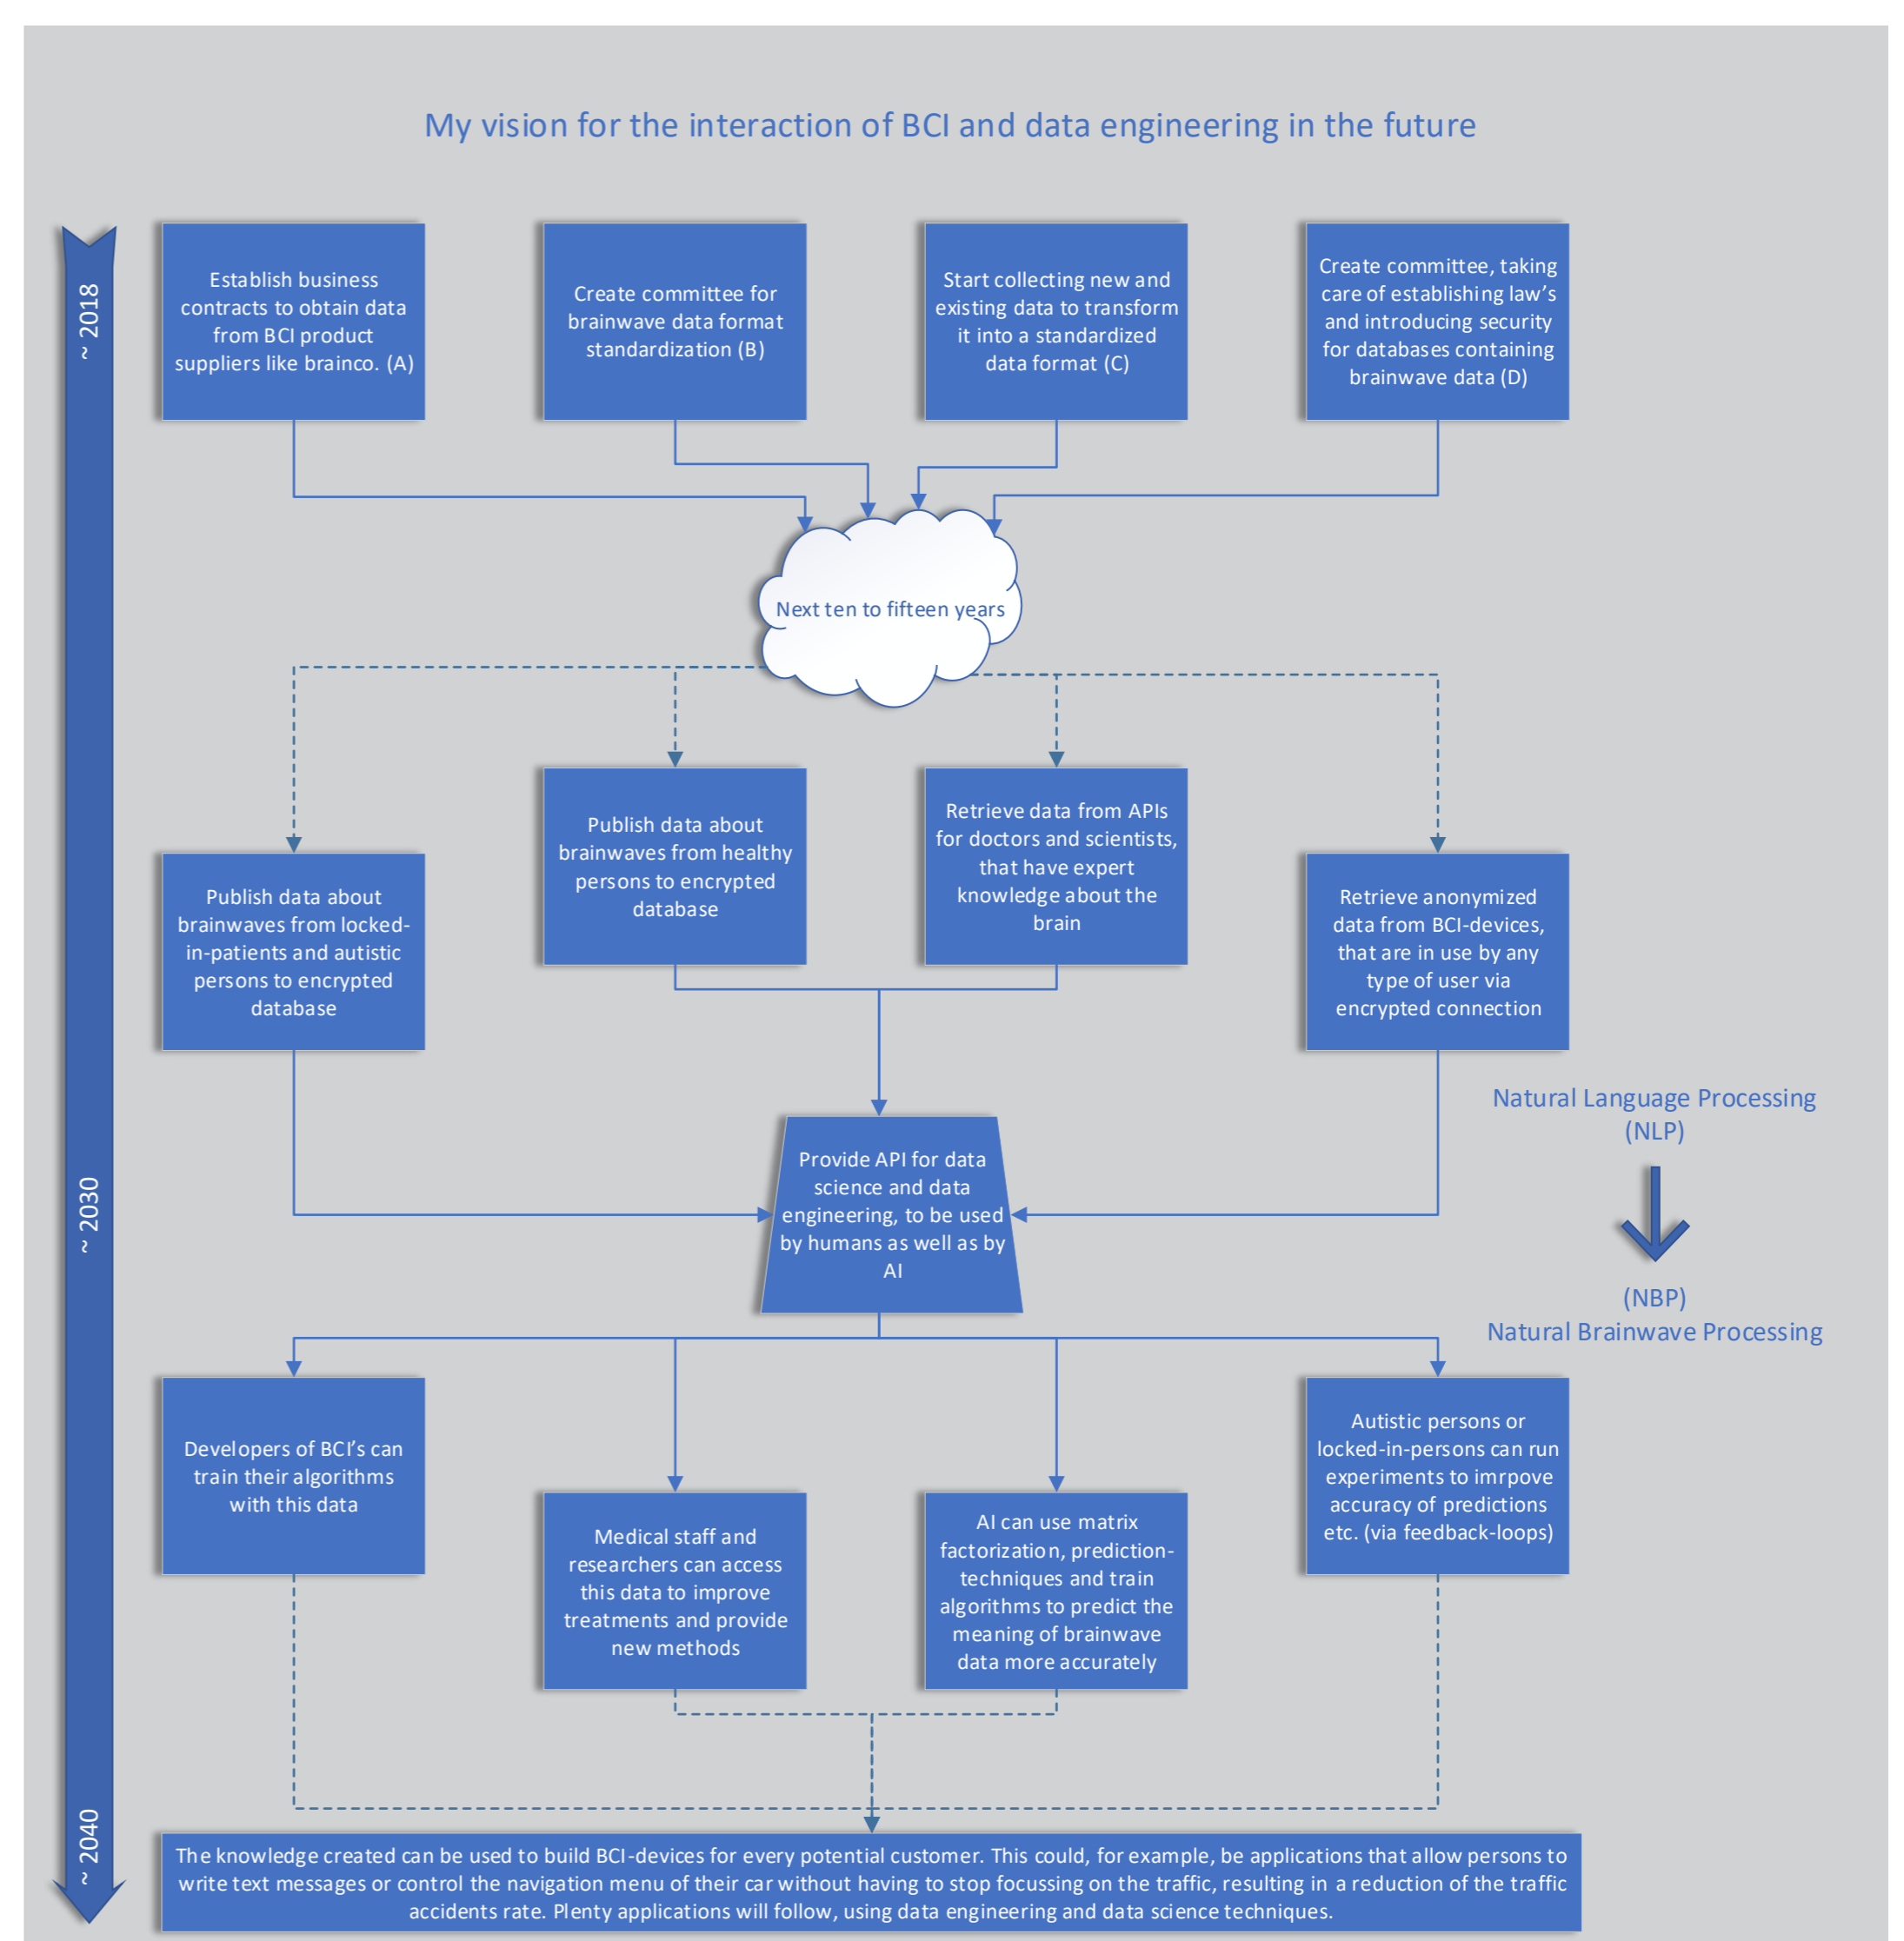 My vision for the interaction of BCI and data engineering in the future
~ 2018
Establish business
contracts to obtain data
from BCI product
suppliers like brainco. (A)
Create committee for
brainwave data format
standardization (B)
Start collecting new and
existing data to transform
it into a standardized
data format (C)
Create committee, taking
care of establishing law's
and introducing security
for databases containing
brainwave data (D)
Next ten to fifteen years
Publish data about
brainwaves from locked-
in-patients and autistic
persons to encrypted
database
Publish data about
brainwaves from healthy
persons to encrypted
database
Retrieve data from APIs
for doctors and scientists,
that have expert
knowledge about the
brain
Retrieve anonymized
data from BCI-devices,
that are in use by any
type of user via
encrypted connection
~ 2030
Provide API for data
science and data
engineering, to be used
by humans as well as by
AI
Natural Language Processing
(NLP)
(NBP)
Natural Brainwave Processing
Developers of BCI's can
train their algorithms
with this data
Medical staff and
researchers can access
this data to improve
treatments and provide
new methods
AI can use matrix
factorization, prediction-
techniques and train
algorithms to predict the
meaning of brainwave
data more accurately
Autistic persons or
locked-in-persons can run
experiments to imrpove
accuracy of predictions
etc. (via feedback-loops)
~ 2040
The knowledge created can be used to build BCI-devices for every potential customer. This could, for example, be applications that allow persons to
write text messages or control the navigation menu of their car without having to stop focussing on the traffic, resulting in a reduction of the traffic
accidents rate. Plenty applications will follow, using data engineering and data science techniques.